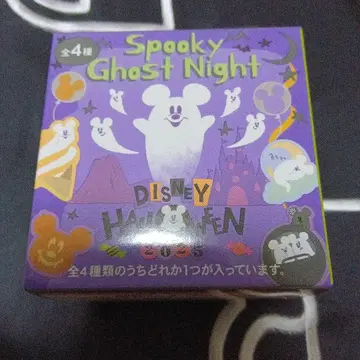 全4種
Spooky
Ghost Night
DISNEY
HALLOWEEN
2025
全4種類のうちどれか1つが入っています。